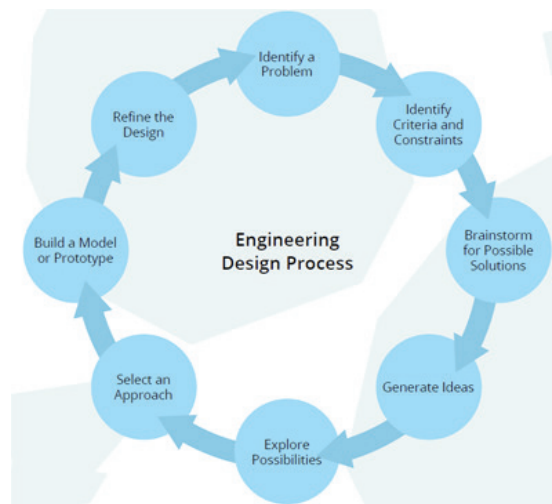 Identify a
Problem
Identify
Criteria and
Constraints
Brainstorm
for Possible
Solutions
Generate Ideas
Explore
Possibilities
Select an
Approach
Build a Model
or Prototype
Refine the
Design
Engineering
Design Process